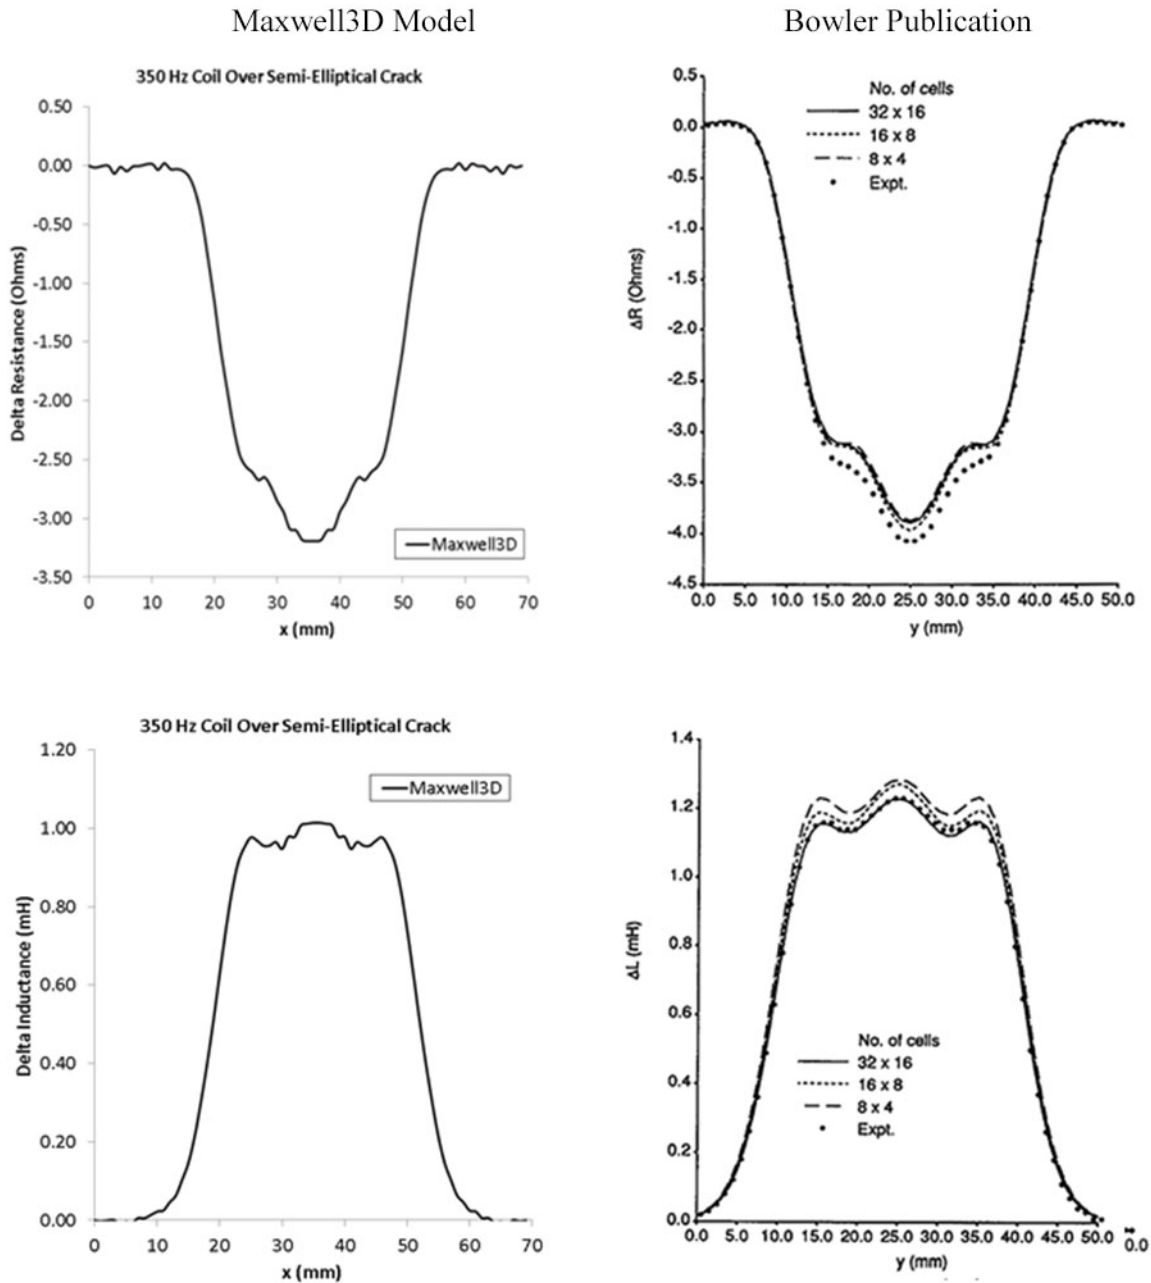 Maxwell3D Model
Bowler Publication
350 Hz Coil Over Semi-Elliptical Crack
0.50
0.00
-0.50
-1.00
-1.50
-2.00
-2.50
-3.00
-3.50
Delta Resistance (Ohms)
Maxwell3D
0 10 20 30 40 50 60 70
x (mm)
0.5
0.0
-0.5
-1.0
-1.5
-2.0
-2.5
-3.0
-3.5
-4.0
-4.5
ΔR (Ohms)
No. of cells
32 x 16
16 x 8
8 x 4
Expt.
0.0 5.0 10.0 15.0 20.0 25.0 30.0 35.0 40.0 45.0 50.0
y (mm)
350 Hz Coil Over Semi-Elliptical Crack
1.20
1.00
0.80
0.60
0.40
0.20
0.00
Delta Inductance (mH)
Maxwell3D
0 10 20 30 40 50 60 70
x (mm)
1.4
1.2
1.0
0.8
0.6
0.4
0.2
0.0
ΔL (mH)
No. of cells
32 x 16
16 x 8
8 x 4
Expt.
0.0 5.0 10.0 15.0 20.0 25.0 30.0 35.0 40.0 45.0 50.0
0.0
y (mm)